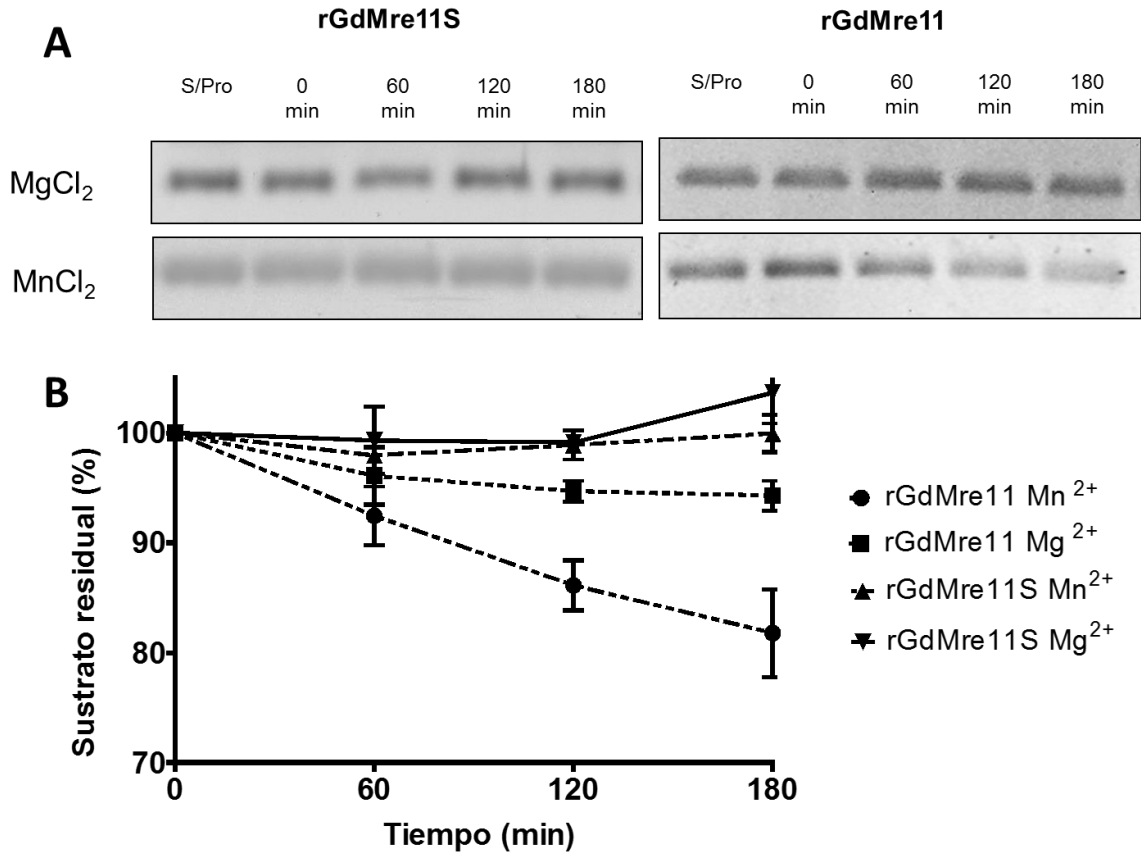 A
rGdMre11S
rGdMre11
S/Pro 0 60 120 180
min min min min
S/Pro 0 60 120 180
min min min min
MgCl2
MnCl2
B
Sustrato residual (%)
100
90
80
70
0 60 120 180
Tiempo (min)
rGdMre11 Mn 2+
rGdMre11 Mg 2+
rGdMre11S Mn2+
rGdMre11S Mg2+